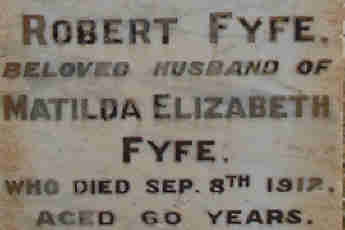 ROBERT FYFE.
BELOVED HUSBAND OF
MATILDA ELIZABETH
FYFE.
WHO DIED SEP. 8TH 1912,
AGED 60 YEARS.